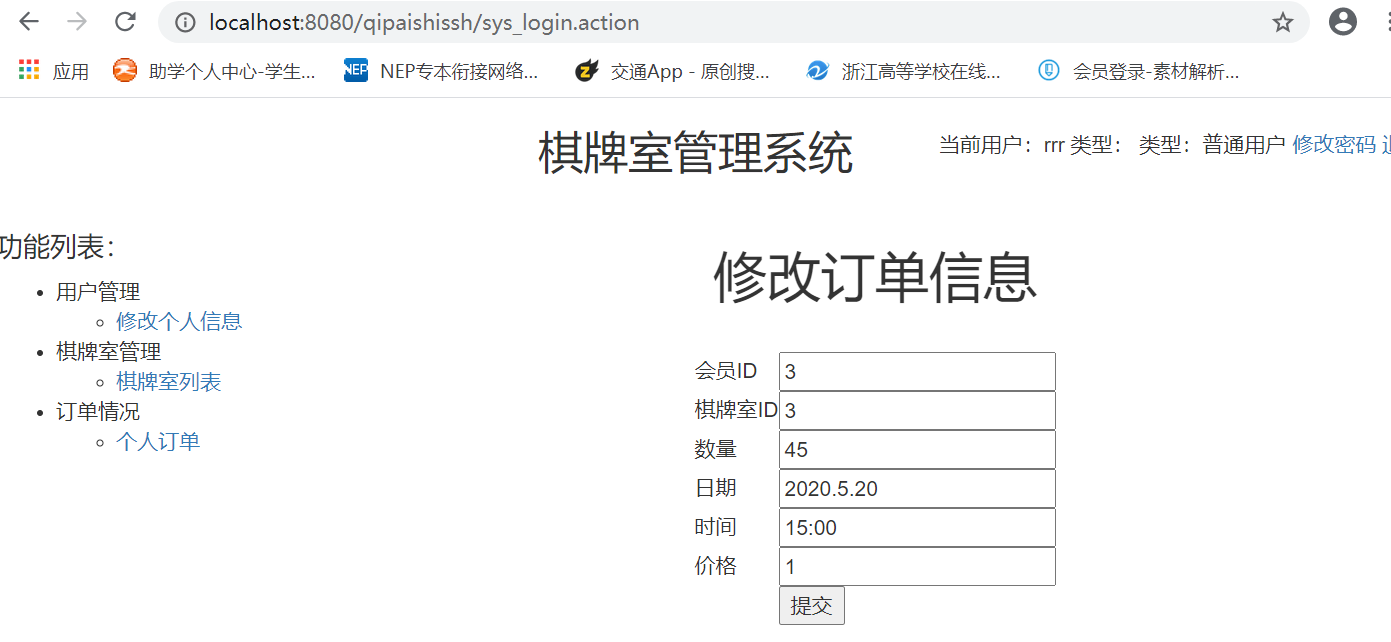 localhost:8080/qipaishissh/sys_login.action
应用 助学个人中心-学生... NEP NEP专本衔接网络... 交通App - 原创搜... 浙江高等学校在线... 会员登录-素材解析...
棋牌室管理系统
当前用户：rrr 类型： 类型：普通用户 修改密码
功能列表：
用户管理
修改个人信息
棋牌室管理
棋牌室列表
订单情况
个人订单
修改订单信息
会员ID 3
棋牌室ID 3
数量 45
日期 2020.5.20
时间 15:00
价格 1
提交